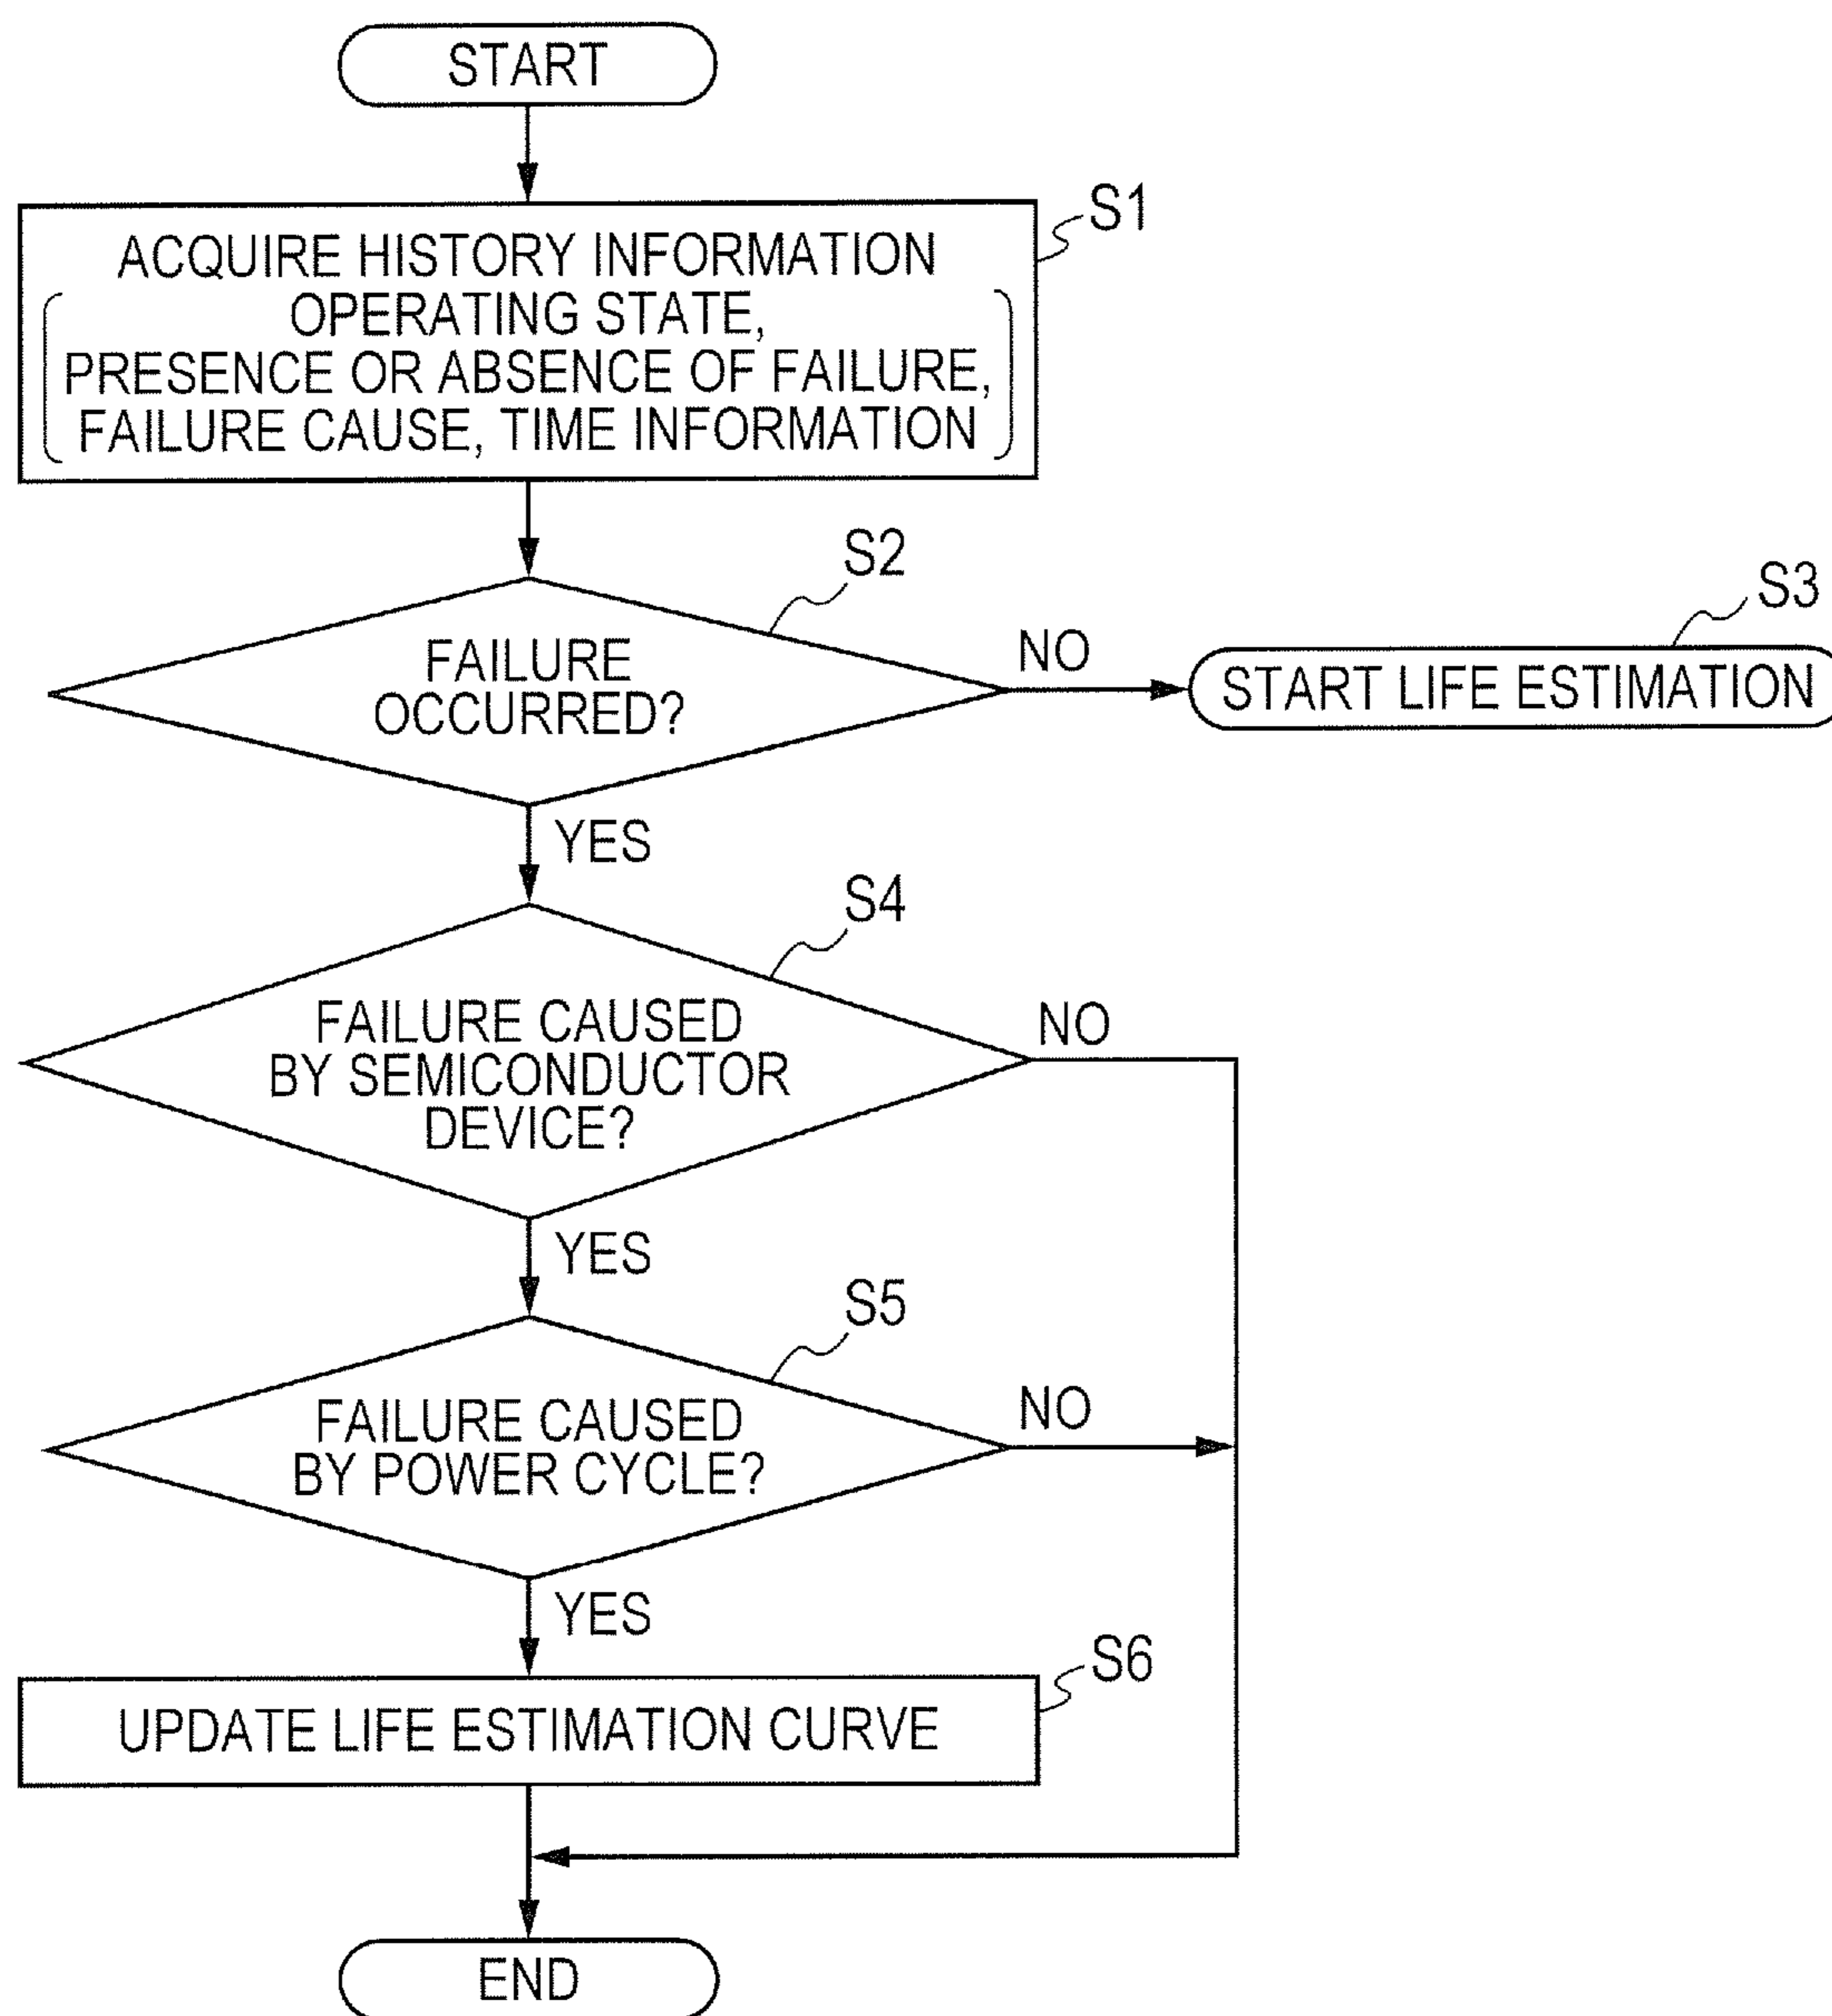 START
S1
ACQUIRE HISTORY INFORMATION
OPERATING STATE,
PRESENCE OR ABSENCE OF FAILURE,
FAILURE CAUSE, TIME INFORMATION
S2
FAILURE
OCCURRED?
NO
S3
START LIFE ESTIMATION
YES
S4
FAILURE CAUSED
BY SEMICONDUCTOR
DEVICE?
NO
YES
S5
FAILURE CAUSED
BY POWER CYCLE?
NO
YES
S6
UPDATE LIFE ESTIMATION CURVE
END